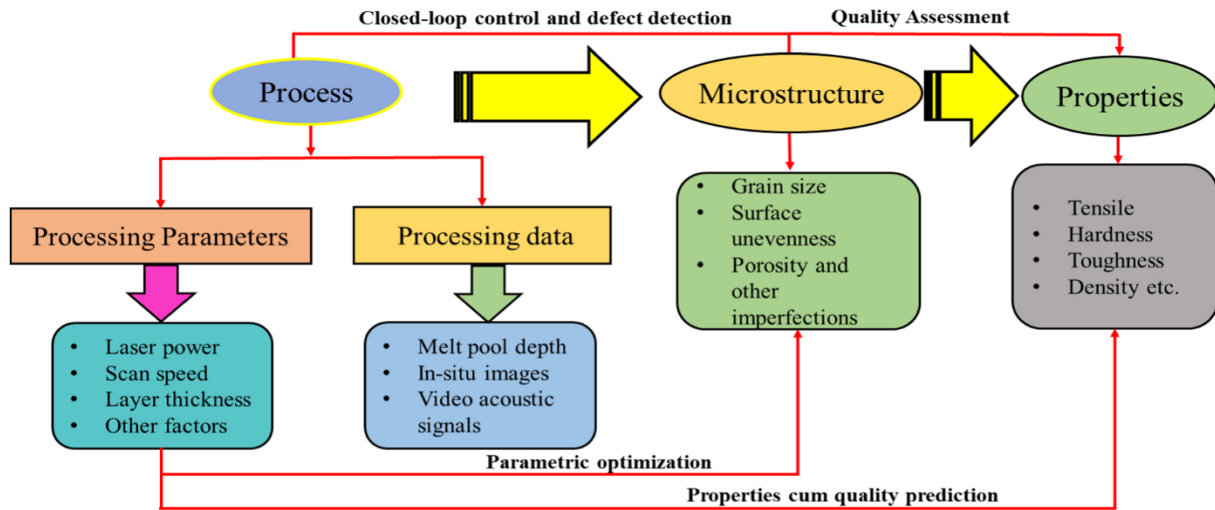 Closed-loop control and defect detection
Quality Assessment
Process
Microstructure
Properties
Processing Parameters
Processing data
• Grain size
• Surface
unevenness
• Porosity and
other
imperfections
• Tensile
• Hardness
• Toughness
• Density etc.
• Laser power
• Scan speed
• Layer thickness
• Other factors
• Melt pool depth
• In-situ images
• Video acoustic
signals
Parametric optimization
Properties cum quality prediction